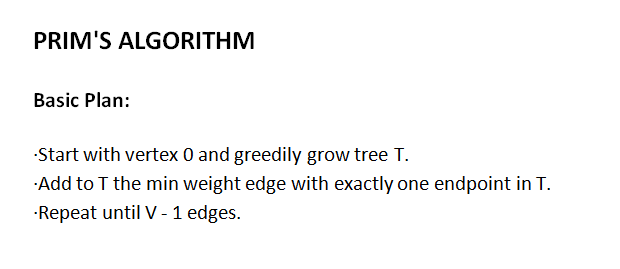 PRIM'S ALGORITHM
Basic Plan:
·Start with vertex 0 and greedily grow tree T.
·Add to T the min weight edge with exactly one endpoint in T.
·Repeat until V - 1 edges.